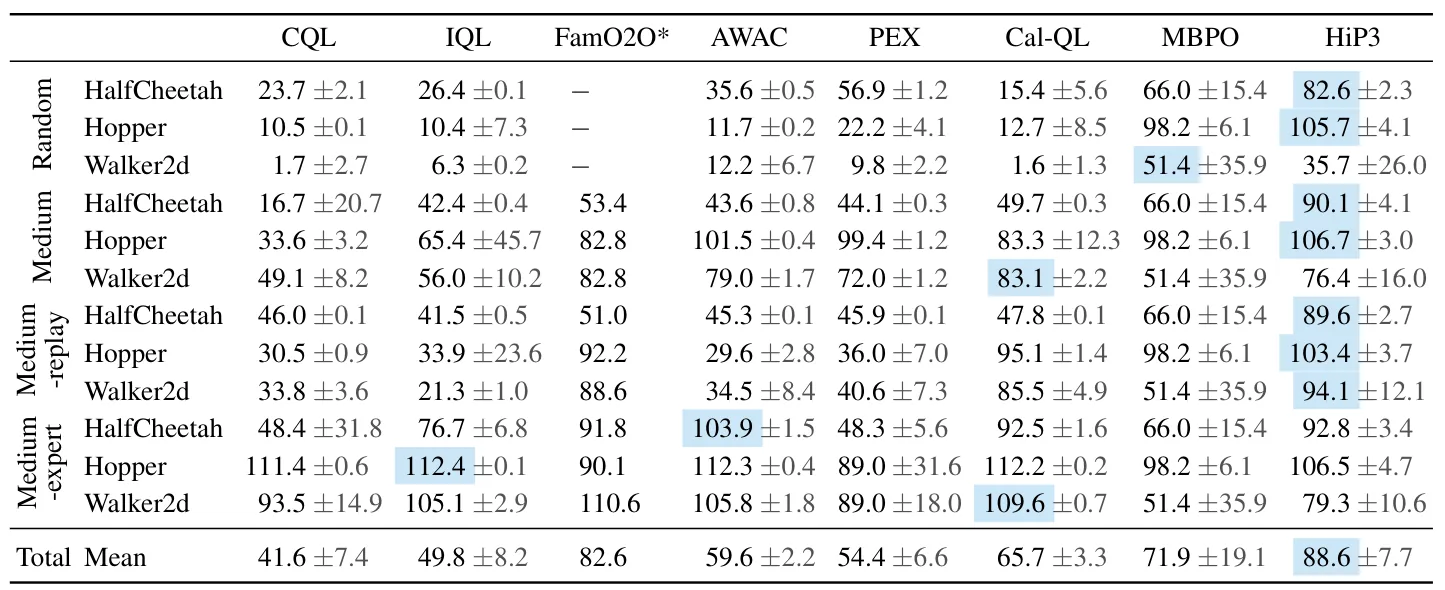 CQL IQL FamO2O* AWAC PEX Cal-QL MBPO HiP3
Random
HalfCheetah 23.7 ±2.1 26.4 ±0.1 − 35.6 ±0.5 56.9 ±1.2 15.4 ±5.6 66.0 ±15.4 82.6 ±2.3
Hopper 10.5 ±0.1 10.4 ±7.3 − 11.7 ±0.2 22.2 ±4.1 12.7 ±8.5 98.2 ±6.1 105.7 ±4.1
Walker2d 1.7 ±2.7 6.3 ±0.2 − 12.2 ±6.7 9.8 ±2.2 1.6 ±1.3 51.4 ±35.9 35.7 ±26.0
Medium
HalfCheetah 16.7 ±20.7 42.4 ±0.4 53.4 43.6 ±0.8 44.1 ±0.3 49.7 ±0.3 66.0 ±15.4 90.1 ±4.1
Hopper 33.6 ±3.2 65.4 ±45.7 82.8 101.5 ±0.4 99.4 ±1.2 83.3 ±12.3 98.2 ±6.1 106.7 ±3.0
Walker2d 49.1 ±8.2 56.0 ±10.2 82.8 79.0 ±1.7 72.0 ±1.2 83.1 ±2.2 51.4 ±35.9 76.4 ±16.0
Medium
-replay
HalfCheetah 46.0 ±0.1 41.5 ±0.5 51.0 45.3 ±0.1 45.9 ±0.1 47.8 ±0.1 66.0 ±15.4 89.6 ±2.7
Hopper 30.5 ±0.9 33.9 ±23.6 92.2 29.6 ±2.8 36.0 ±7.0 95.1 ±1.4 98.2 ±6.1 103.4 ±3.7
Walker2d 33.8 ±3.6 21.3 ±1.0 88.6 34.5 ±8.4 40.6 ±7.3 85.5 ±4.9 51.4 ±35.9 94.1 ±12.1
Medium
-expert
HalfCheetah 48.4 ±31.8 76.7 ±6.8 91.8 103.9 ±1.5 48.3 ±5.6 92.5 ±1.6 66.0 ±15.4 92.8 ±3.4
Hopper 111.4 ±0.6 112.4 ±0.1 90.1 112.3 ±0.4 89.0 ±31.6 112.2 ±0.2 98.2 ±6.1 106.5 ±4.7
Walker2d 93.5 ±14.9 105.1 ±2.9 110.6 105.8 ±1.8 89.0 ±18.0 109.6 ±0.7 51.4 ±35.9 79.3 ±10.6
Total Mean 41.6 ±7.4 49.8 ±8.2 82.6 59.6 ±2.2 54.4 ±6.6 65.7 ±3.3 71.9 ±19.1 88.6 ±7.7